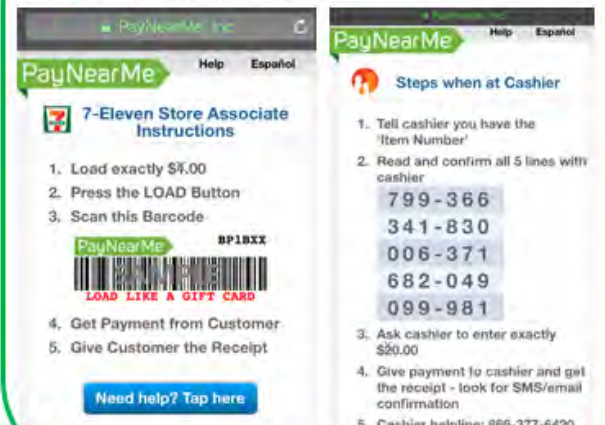 PayNearMe, Inc.
PayNearMe
Help
Español
7-Eleven Store Associate
Instructions
1. Load exactly $4.00
2. Press the LOAD Button
3. Scan this Barcode
PayNearMe
BP1BXX
LOAD LIKE A GIFT CARD
4. Get Payment from Customer
5. Give Customer the Receipt
Need help? Tap here
PayNearMe
Help
Español
Steps when at Cashier
1. Tell cashier you have the
'Item Number'
2. Read and confirm all 5 lines with
cashier
799-366
341-830
006-371
682-049
099-981
3. Ask cashier to enter exactly
$20.00
4. Give payment to cashier and get
the receipt - look for SMS/email
confirmation
5. Cashier helpline: